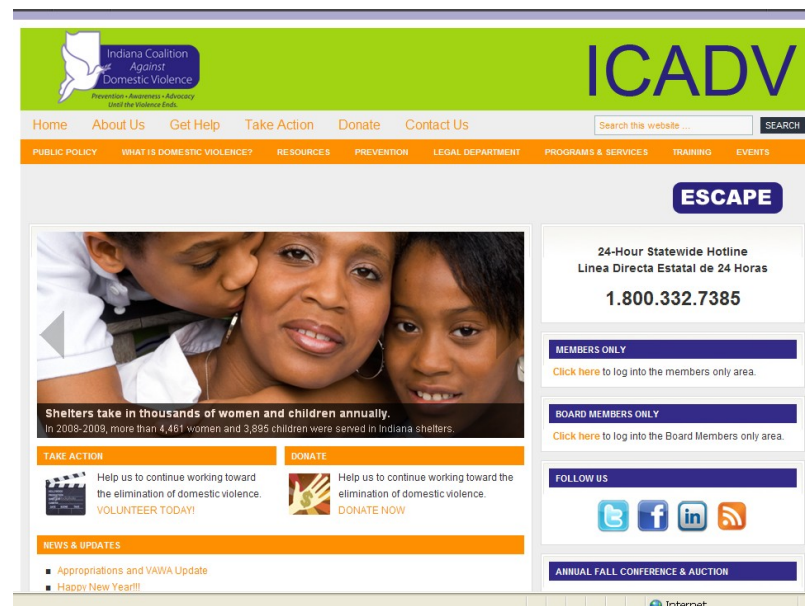 Indiana Coalition
Against
Domestic Violence
Prevention • Awareness • Advocacy
Until the Violence Ends.
ICADV
Home About Us Get Help Take Action Donate Contact Us
Search this website ...
SEARCH
PUBLIC POLICY WHAT IS DOMESTIC VIOLENCE? RESOURCES PREVENTION LEGAL DEPARTMENT PROGRAMS & SERVICES TRAINING EVENTS
ESCAPE
Shelters take in thousands of women and children annually.
In 2008-2009, more than 4,461 women and 3,895 children were served in Indiana shelters.
TAKE ACTION
Help us to continue working toward
the elimination of domestic violence.
VOLUNTEER TODAY!
DONATE
Help us to continue working toward the
elimination of domestic violence.
DONATE NOW
NEWS & UPDATES
Appropriations and VAWA Update
Happy New Year!!!
24-Hour Statewide Hotline
Linea Directa Estatal de 24 Horas
1.800.332.7385
MEMBERS ONLY
Click here to log into the members only area.
BOARD MEMBERS ONLY
Click here to log into the Board Members only area.
FOLLOW US
ANNUAL FALL CONFERENCE & AUCTION
Internet